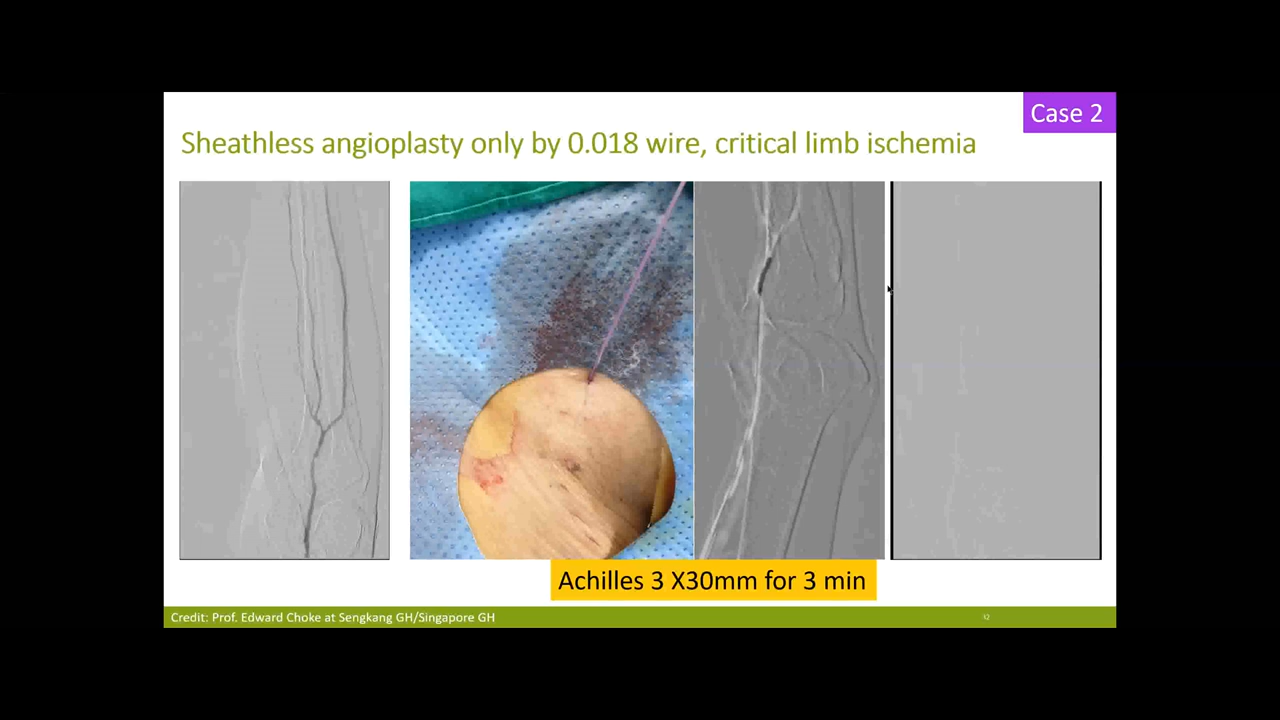 Case 2
Sheathless angioplasty only by 0.018 wire, critical limb ischemia
Achilles 3 X30mm for 3 min
Credit: Prof. Edward Choke at Sengkang GH/Singapore GH